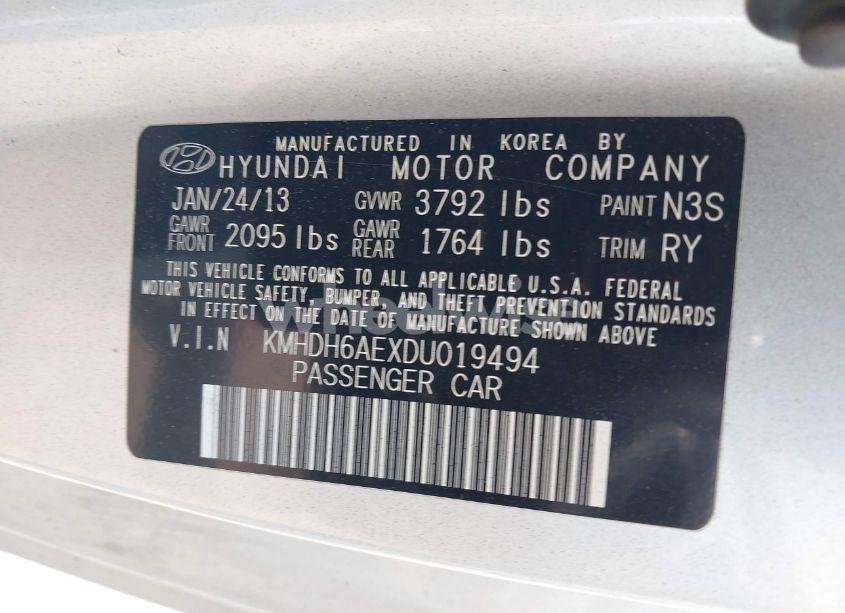 MANUFACTURED IN KOREA BY
HYUNDAI MOTOR COMPANY
JAN/24/13 GVWR 3792 lbs PAINT N3S
GAWR FRONT 2095 lbs GAWR REAR 1764 lbs TRIM RY
THIS VEHICLE CONFORMS TO ALL APPLICABLE U.S.A. FEDERAL
MOTOR VEHICLE SAFETY, BUMPER, AND THEFT PREVENTION STANDARDS
IN EFFECT ON THE DATE OF MANUFACTURE SHOWN ABOVE
V.I.N KMHDH6AEXDU019494
PASSENGER CAR